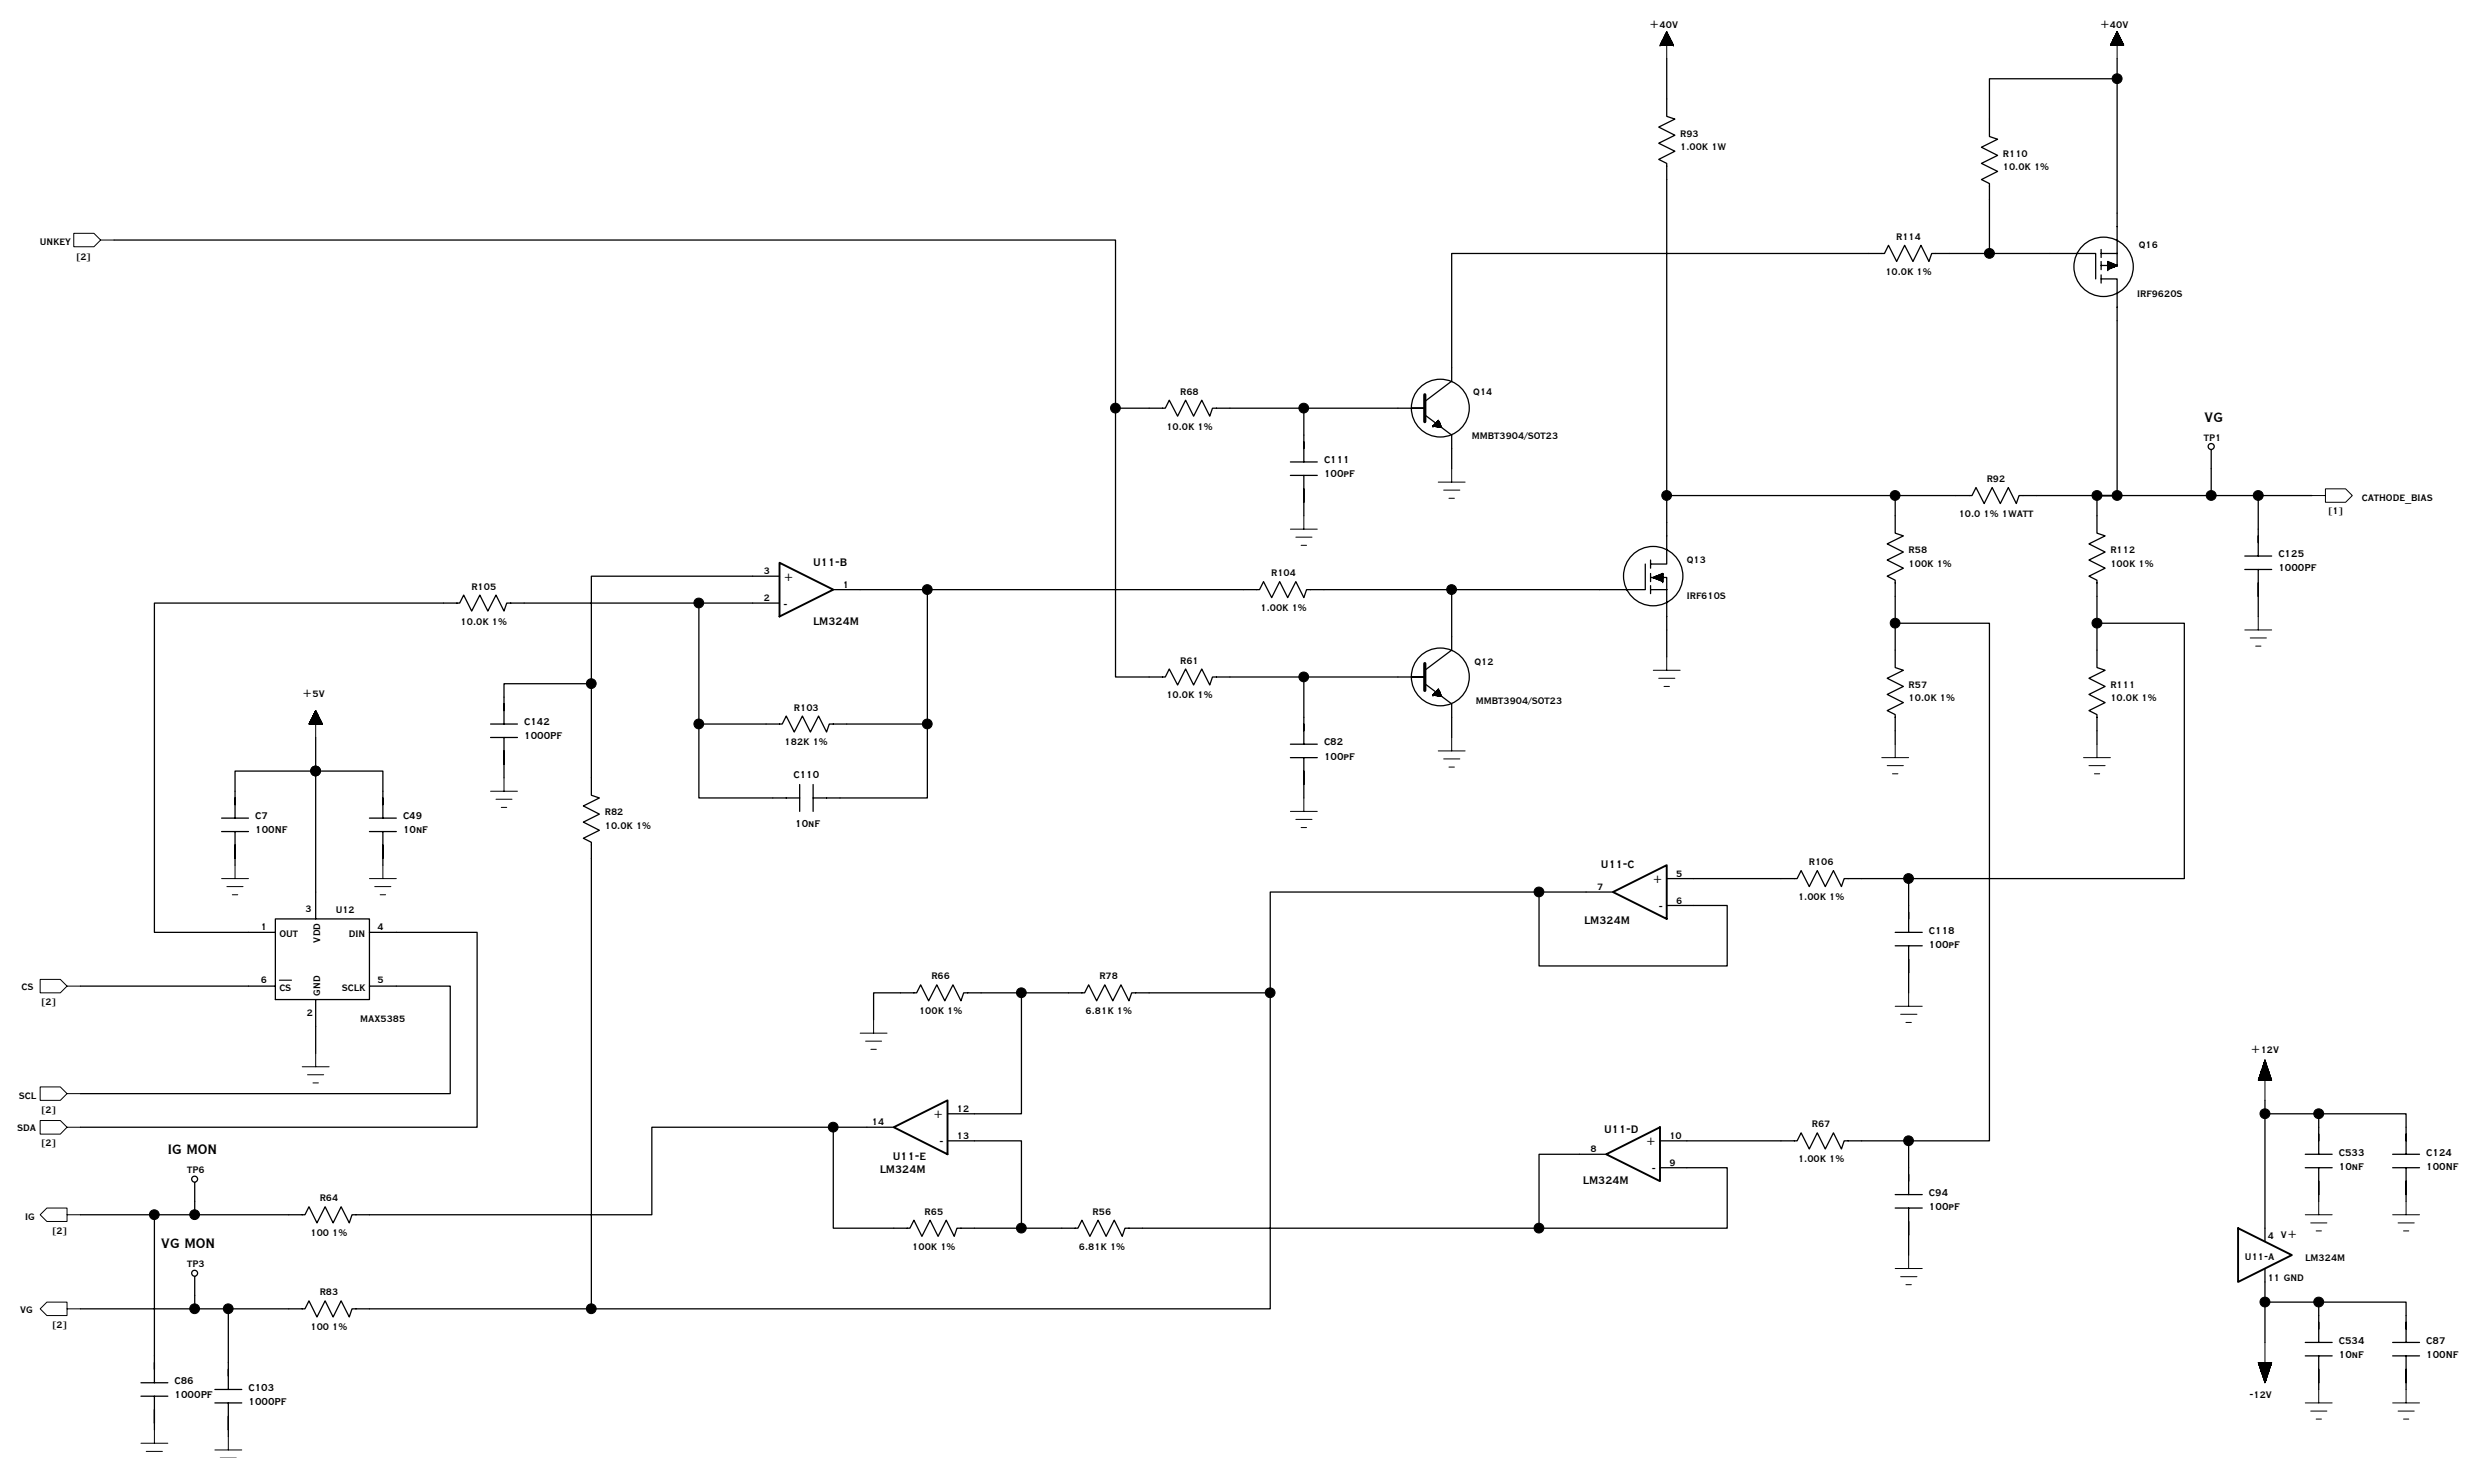 +40V
+40V
R93
1.00K 1W
R110
10.0K 1%
UNKEY
[2]
R114
10.0K 1%
Q16
IRF9620S
R68
10.0K 1%
Q14
MMBT3904/SOT23
C111
100PF
VG
TP1
R92
10.0 1% 1WATT
CATHODE_BIAS
[1]
U11-B
3
+
2
-
1
LM324M
R105
10.0K 1%
R104
1.00K 1%
Q13
IRF610S
R58
100K 1%
R112
100K 1%
C125
1000PF
R61
10.0K 1%
Q12
MMBT3904/SOT23
R57
10.0K 1%
R111
10.0K 1%
+5V
C142
1000PF
R103
182K 1%
C82
100PF
C110
10NF
C7
100NF
C49
10NF
R82
10.0K 1%
U11-C
7
+
5
-
6
LM324M
R106
1.00K 1%
C118
100PF
3
U12
1
OUT
VDD
DIN
4
6
CS
GND
SCLK
5
2
MAX5385
CS
[2]
R66
100K 1%
R78
6.81K 1%
SCL
[2]
SDA
[2]
14
+
12
-
13
U11-E
LM324M
U11-D
8
+
10
-
9
LM324M
R67
1.00K 1%
C94
100PF
+12V
C533
10NF
C124
100NF
IG MON
TP6
IG
[2]
R64
100 1%
R65
100K 1%
R56
6.81K 1%
VG MON
TP3
VG
[2]
R83
100 1%
4 V+
U11-A
LM324M
11 GND
C534
10NF
C87
100NF
-12V
C86
1000PF
C103
1000PF